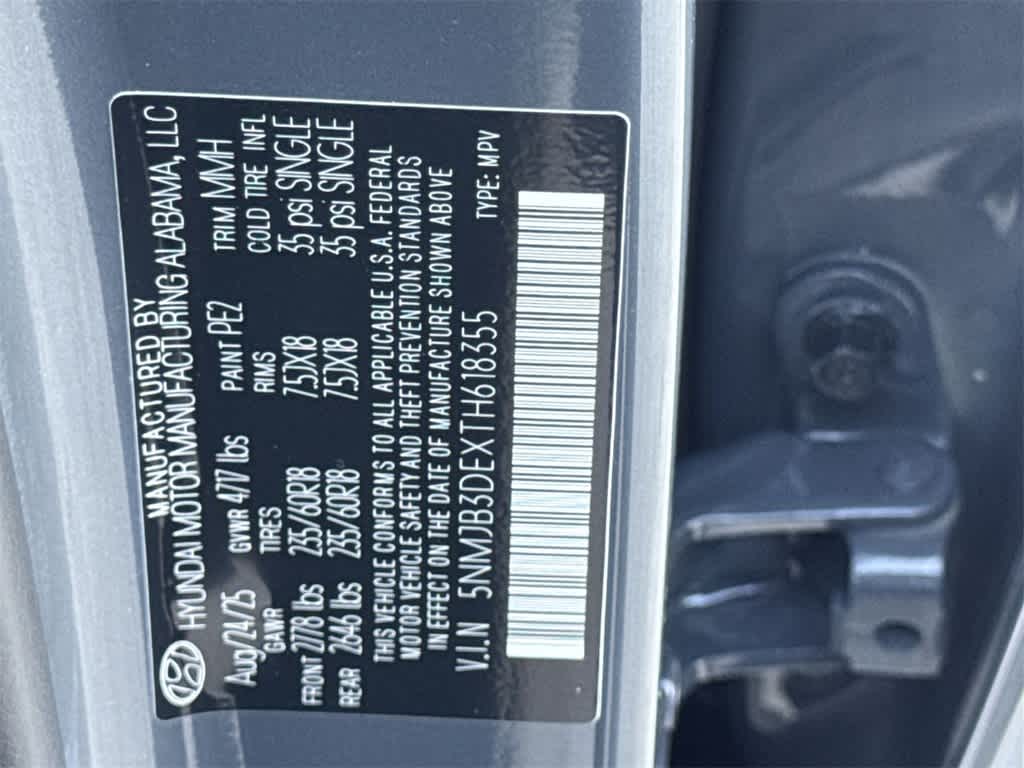 MANUFACTURED BY
HYUNDAI MOTOR MANUFACTURING ALABAMA, LLC
Aug/24/25 GVWR 4717 lbs PAINT PEZ TRIM MMH
GAWR TIRES RIMS COLD TIRE INFL
FRONT 2778 lbs 235/60R18 7.5JX18 35 psi SINGLE
REAR 2646 lbs 235/60R18 7.5JX18 35 psi SINGLE
THIS VEHICLE CONFORMS TO ALL APPLICABLE U.S.A. FEDERAL
MOTOR VEHICLE SAFETY AND THEFT PREVENTION STANDARDS
IN EFFECT ON THE DATE OF MANUFACTURE SHOWN ABOVE
V.I.N 5NMJB3DEXTH618355 TYPE: MPV